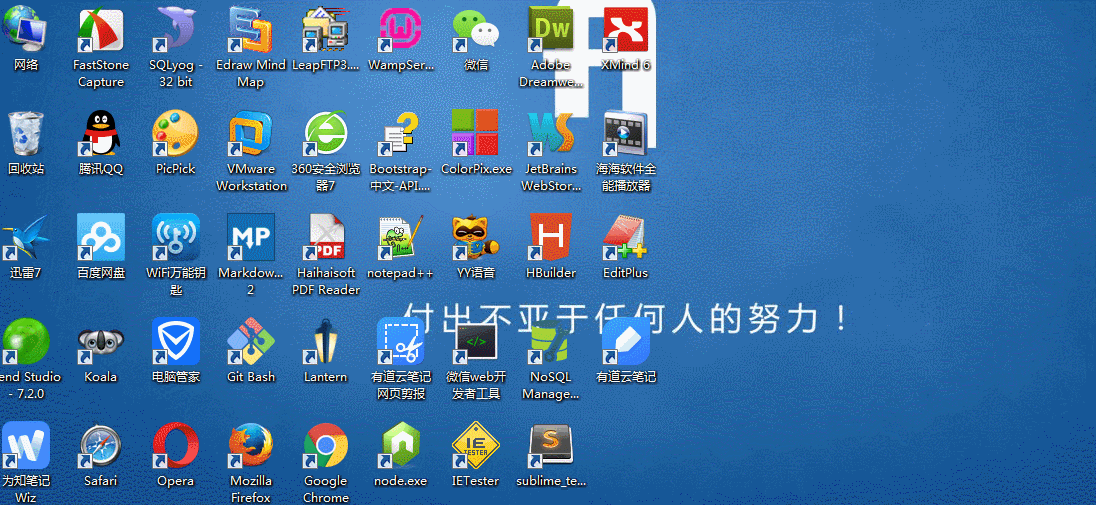 网络
FastStone
Capture
SQLyog -
32 bit
Edraw Mind
Map
LeapFTP3....
WampSer...
微信
Dw
Adobe
Dreamwe...
XMind 6
回收站
腾讯QQ
PicPick
VMware
Workstation
360安全浏览
器7
Bootstrap-
中文-API....
ColorPix.exe
WS
JetBrains
WebStor...
海海软件全
能播放器
迅雷7
百度网盘
WiFi万能钥
匙
MP
Markdow...
2
PDF
Haihaisoft
PDF Reader
notepad++
YY语音
H
HBuilder
EditPlus
付出不亚于任何人的努力！
end Studio
- 7.2.0
Koala
电脑管家
Git Bash
Lantern
有道云笔记
网页剪报
</>
微信web开
发者工具
NoSQL
Manage...
有道云笔记
W
为知笔记
Wiz
Safari
Opera
Mozilla
Firefox
Google
Chrome
node.exe
IE
TESTER
IETester
S
sublime_te...